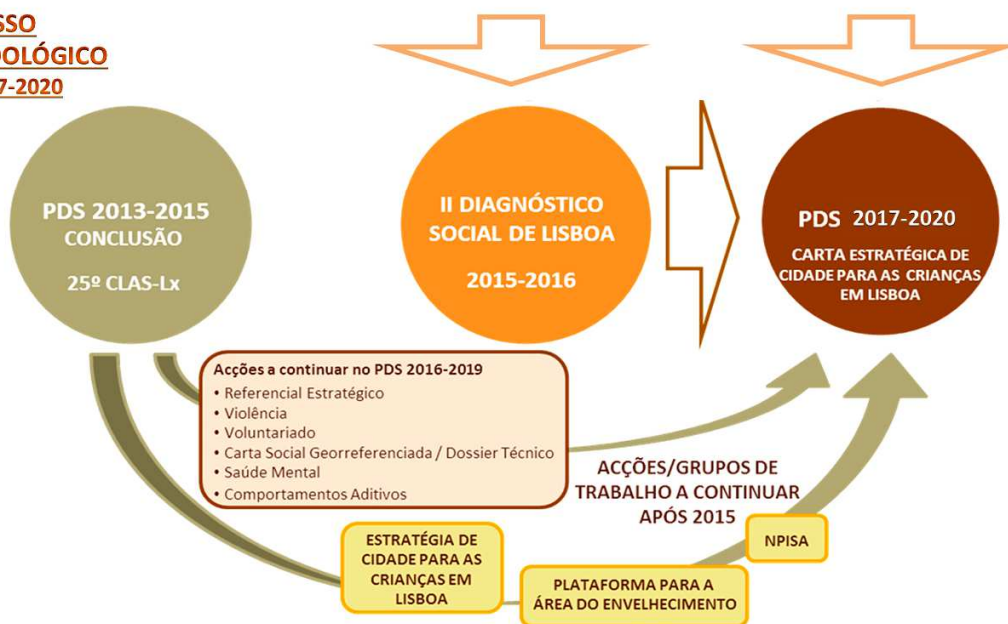 SSO
DOLÓGICO
7-2020
PDS 2013-2015
CONCLUSÃO
25º CLAS-Lx
II DIAGNÓSTICO
SOCIAL DE LISBOA
2015-2016
PDS 2017-2020
CARTA ESTRATÉGICA DE
CIDADE PARA AS CRIANÇAS
EM LISBOA
Acções a continuar no PDS 2016-2019
• Referencial Estratégico
• Violência
• Voluntariado
• Carta Social Georreferenciada / Dossier Técnico
• Saúde Mental
• Comportamentos Aditivos
ACÇÕES/GRUPOS DE
TRABALHO A CONTINUAR
APÓS 2015
ESTRATÉGIA DE
CIDADE PARA AS
CRIANÇAS EM
LISBOA
PLATAFORMA PARA A
ÁREA DO ENVELHECIMENTO
NPISA